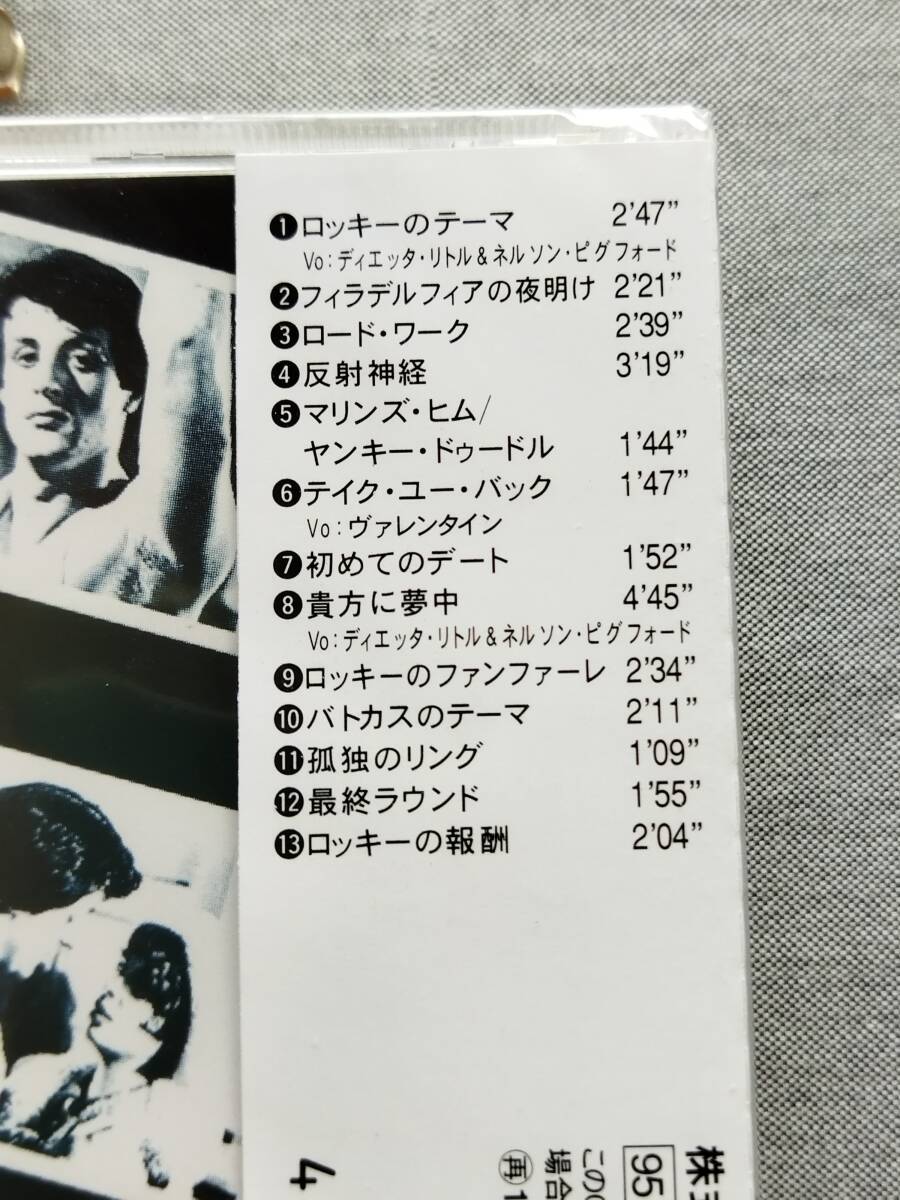 ❶ロッキーのテーマ 2'47"
Vo:ディエッタ・リトル&ネルソン・ピグフォード
❷フィラデルフィアの夜明け 2'21"
❸ロード・ワーク 2'39"
❹反射神経 3'19"
❺マリンズ・ヒム/
ヤンキー・ドゥードル 1'44"
❻テイク・ユー・バック 1'47"
Vo:ヴァレンタイン
❼初めてのデート 1'52"
❽貴方に夢中 4'45"
Vo:ディエッタ・リトル&ネルソン・ピグフォード
❾ロッキーのファンファーレ 2'34"
❿バトカスのテーマ 2'11"
⓫孤独のリング 1'09"
⓬最終ラウンド 1'55"
⓭ロッキーの報酬 2'04"
株
95
この
場合
再1
4